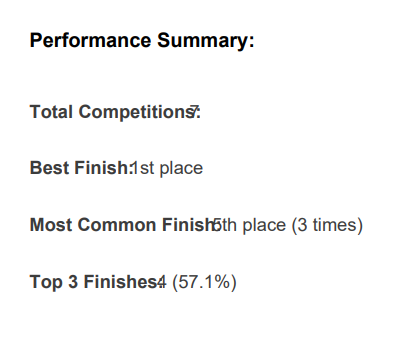 Performance Summary:
Total Competitions: 7
Best Finish: 1st place
Most Common Finish: 5th place (3 times)
Top 3 Finishes: 4 (57.1%)